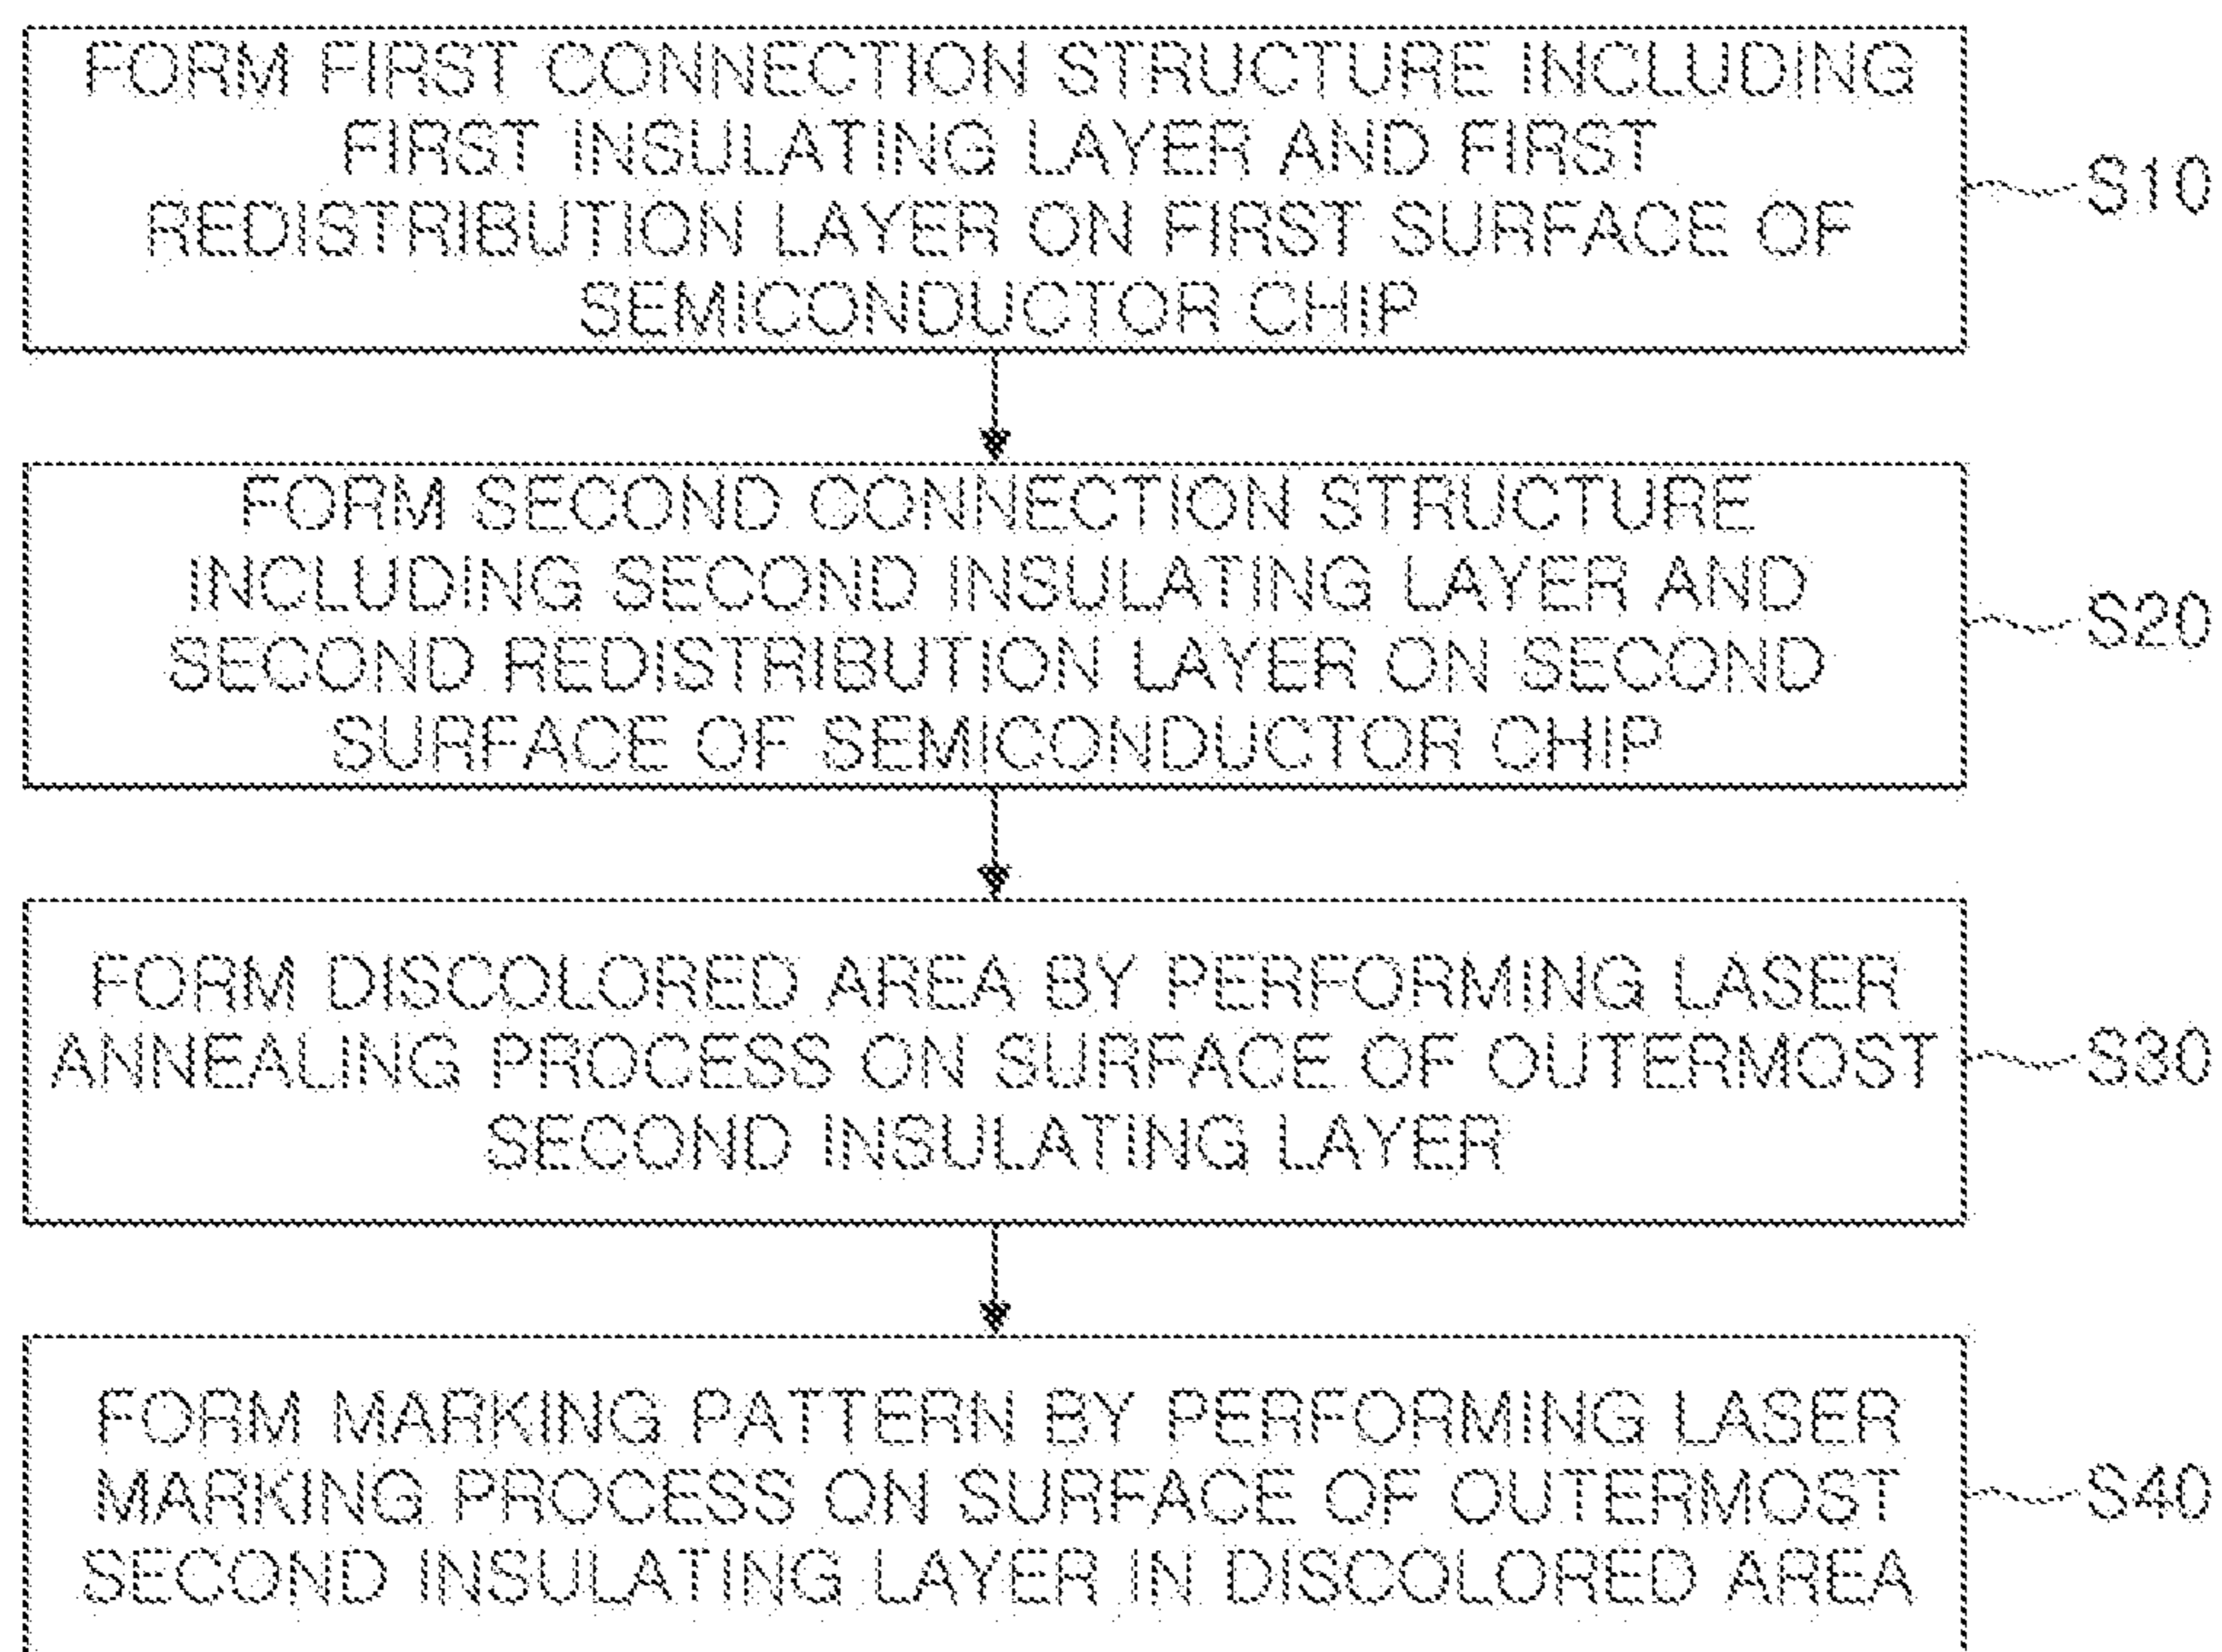 FORM FIRST CONNECTION STRUCTURE INCLUDING
FIRST INSULATING LAYER AND FIRST
REDISTRIBUTION LAYER ON FIRST SURFACE OF
SEMICONDUCTOR CHIP
S10
FORM SECOND CONNECTION STRUCTURE
INCLUDING SECOND INSULATING LAYER AND
SECOND REDISTRIBUTION LAYER ON SECOND
SURFACE OF SEMICONDUCTOR CHIP
S20
FORM DISCOLORED AREA BY PERFORMING LASER
ANNEALING PROCESS ON SURFACE OF OUTERMOST
SECOND INSULATING LAYER
S30
FORM MARKING PATTERN BY PERFORMING LASER
MARKING PROCESS ON SURFACE OF OUTERMOST
SECOND INSULATING LAYER IN DISCOLORED AREA
S40